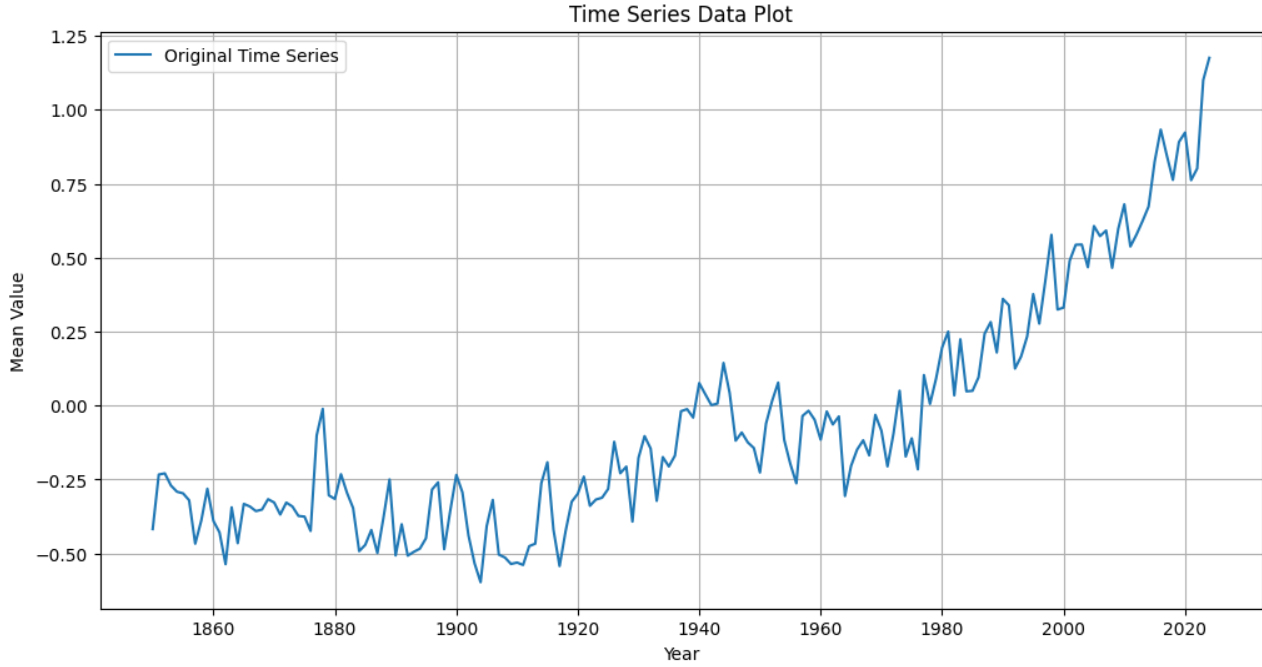 Time Series Data Plot
Original Time Series
1.25
1.00
0.75
0.50
0.25
0.00
−0.25
−0.50
Mean Value
1860 1880 1900 1920 1940 1960 1980 2000 2020
Year